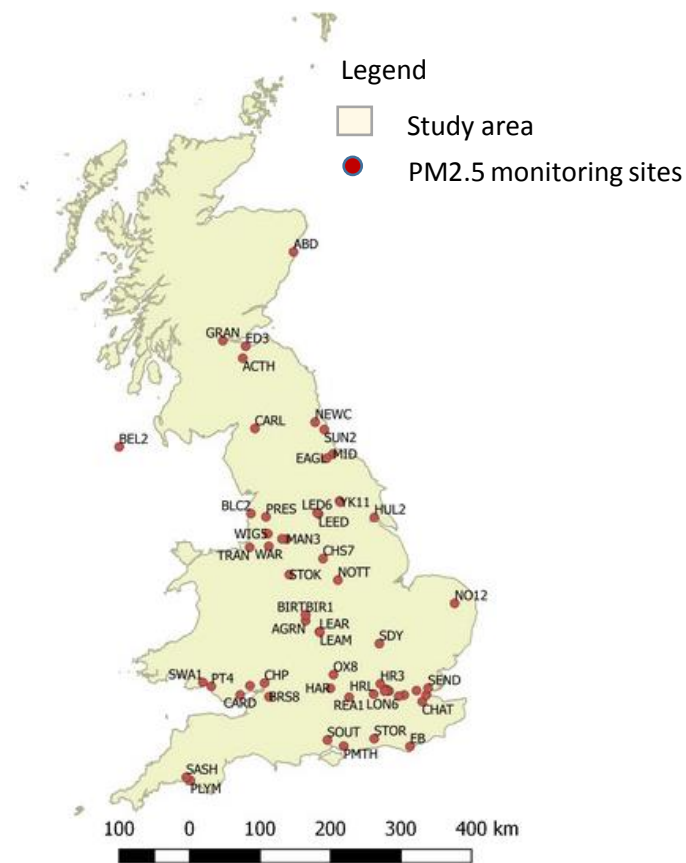 Legend
Study area
PM2.5 monitoring sites
ABD
GRAN
ED3
ACTH
CARL
NEWC
SUN2
BEL2
EAGL
MID
BLC2
PRES
LED6
YK11
LEED
HUL2
WIG5
MAN3
TRAN
WAR
CHS7
STOK
NOTT
NO12
BIRT
BIR1
AGRN
LEAR
LEAM
SDY
SWA1
PT4
CHP
OX8
HR3
SEND
HAR
HRL
CARD
BRS8
REA1
LON6
CHAT
SOUT
STOR
EB
PMTH
SASH
PLYM
100 0 100 200 300 400 km